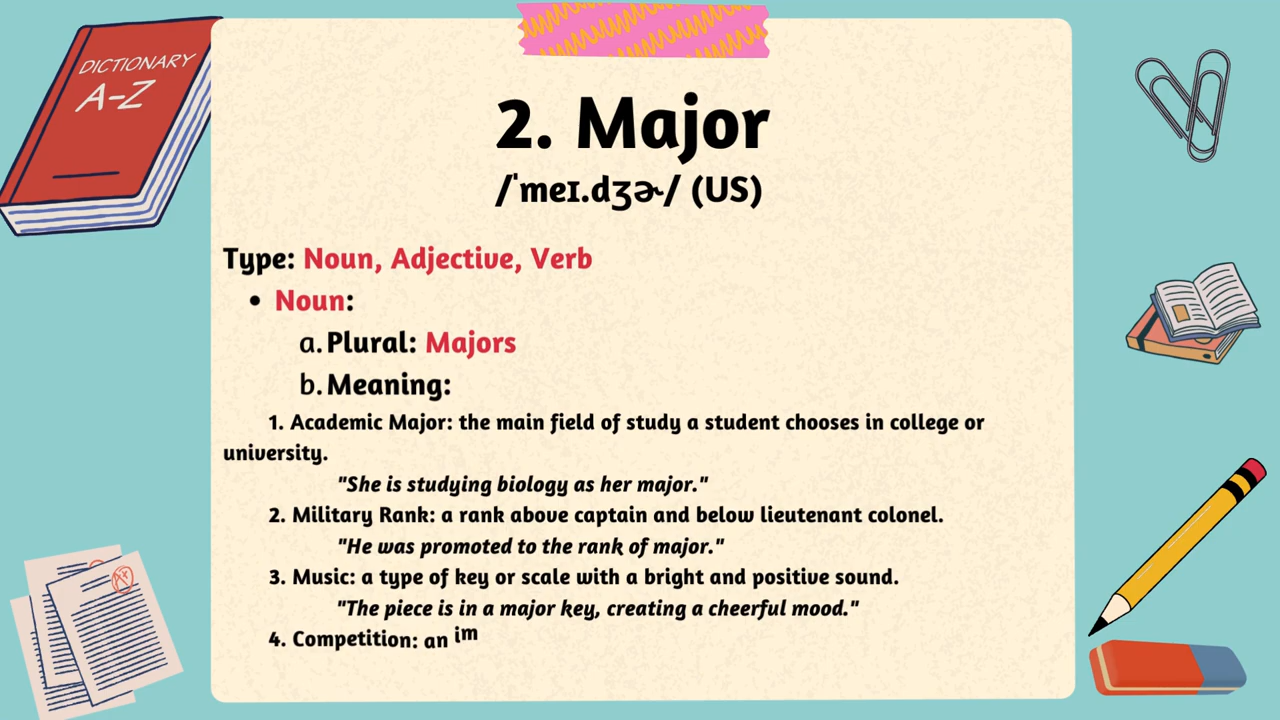 DICTIONARY
A-Z
2. Major
/ˈmeɪ.dʒɚ/ (US)
Type: Noun, Adjective, Verb
• Noun:
a. Plural: Majors
b. Meaning:
1. Academic Major: the main field of study a student chooses in college or
university.
"She is studying biology as her major."
2. Military Rank: a rank above captain and below lieutenant colonel.
"He was promoted to the rank of major."
3. Music: a type of key or scale with a bright and positive sound.
"The piece is in a major key, creating a cheerful mood."
4. Competition: an im
A+